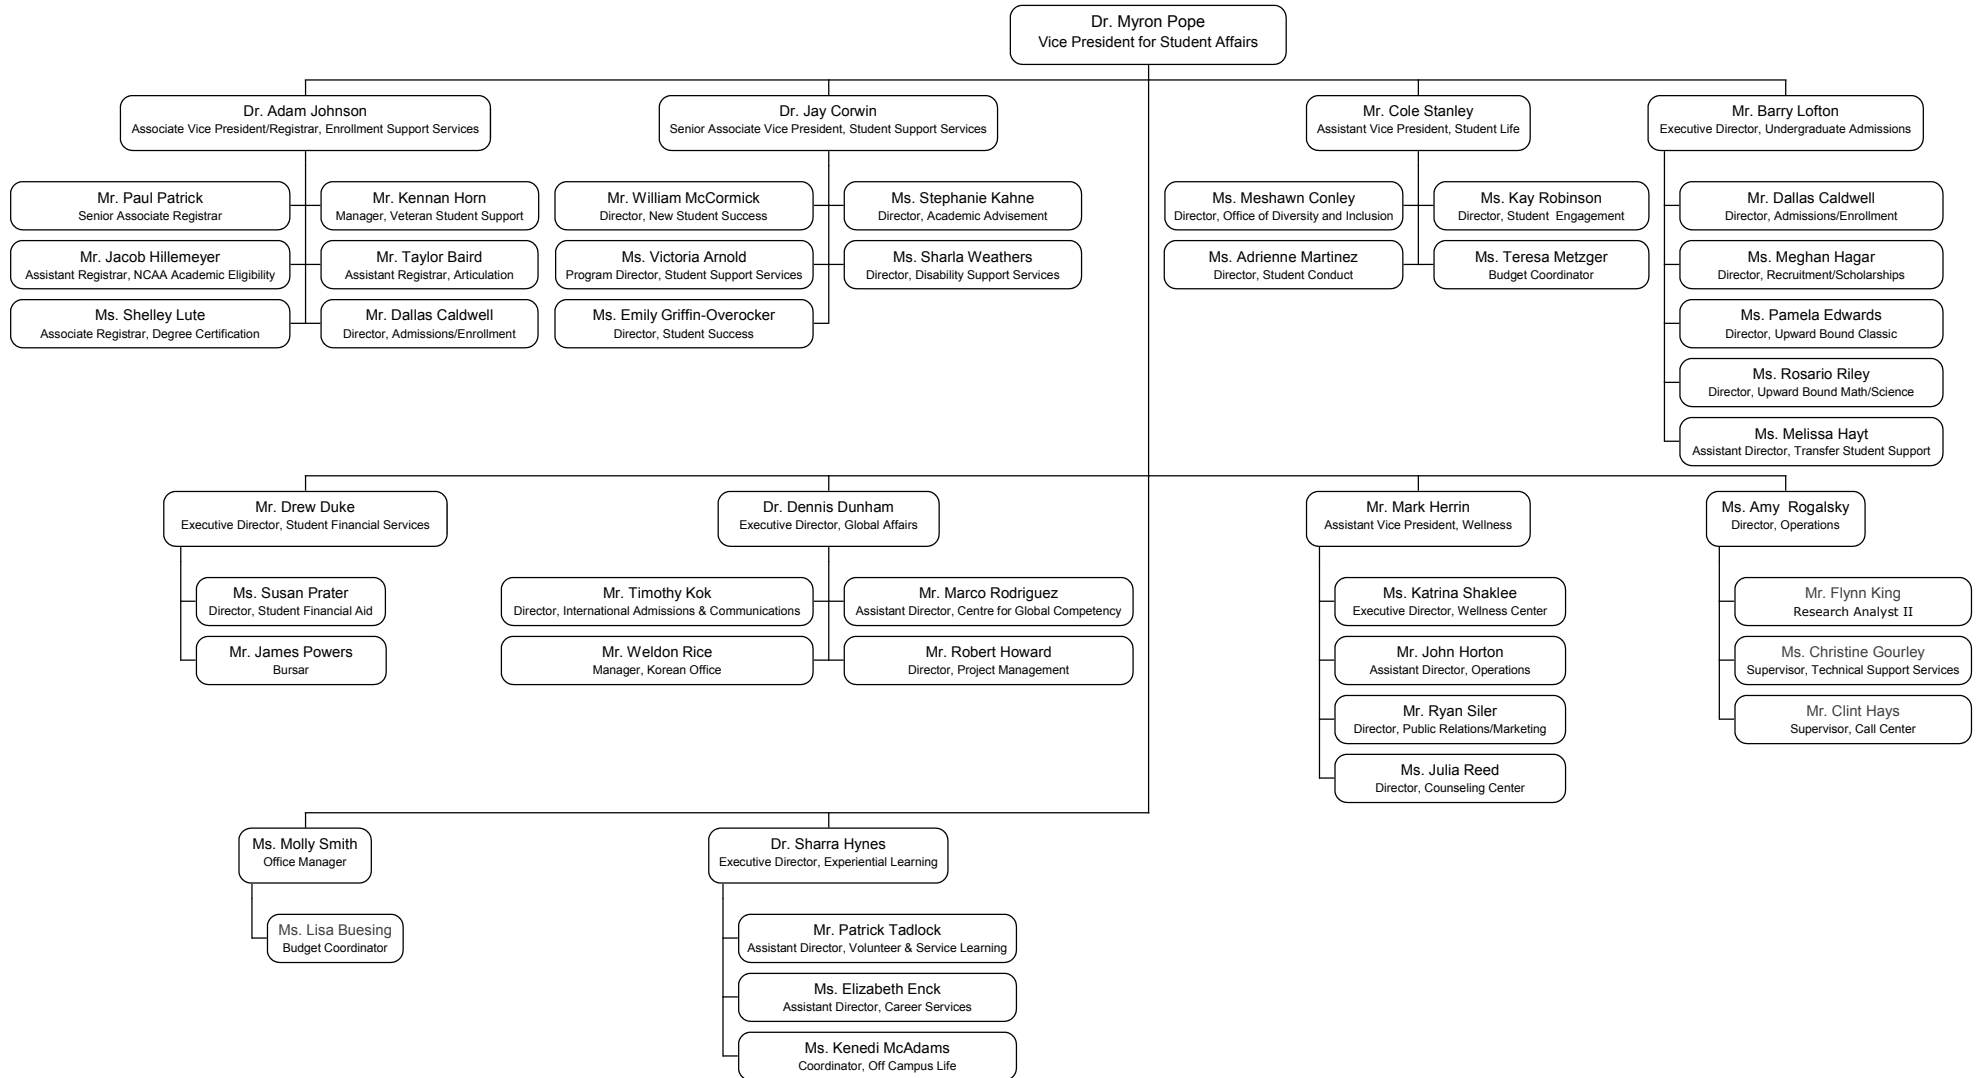 Dr. Myron Pope
Vice President for Student Affairs
Dr. Adam Johnson
Associate Vice President/Registrar, Enrollment Support Services
Mr. Paul Patrick
Senior Associate Registrar
Mr. Kennan Horn
Manager, Veteran Student Support
Mr. Jacob Hillemeyer
Assistant Registrar, NCAA Academic Eligibility
Mr. Taylor Baird
Assistant Registrar, Articulation
Ms. Shelley Lute
Associate Registrar, Degree Certification
Mr. Dallas Caldwell
Director, Admissions/Enrollment
Dr. Jay Corwin
Senior Associate Vice President, Student Support Services
Mr. William McCormick
Director, New Student Success
Ms. Stephanie Kahne
Director, Academic Advisement
Ms. Victoria Arnold
Program Director, Student Support Services
Ms. Sharla Weathers
Director, Disability Support Services
Ms. Emily Griffin-Overocker
Director, Student Success
Mr. Cole Stanley
Assistant Vice President, Student Life
Ms. Meshawn Conley
Director, Office of Diversity and Inclusion
Ms. Kay Robinson
Director, Student  Engagement
Ms. Adrienne Martinez
Director, Student Conduct
Ms. Teresa Metzger
Budget Coordinator
Mr. Barry Lofton
Executive Director, Undergraduate Admissions
Mr. Dallas Caldwell
Director, Admissions/Enrollment
Ms. Meghan Hagar
Director, Recruitment/Scholarships
Ms. Pamela Edwards
Director, Upward Bound Classic
Ms. Rosario Riley
Director, Upward Bound Math/Science
Ms. Melissa Hayt
Assistant Director, Transfer Student Support
Mr. Drew Duke
Executive Director, Student Financial Services
Ms. Susan Prater
Director, Student Financial Aid
Mr. James Powers
Bursar
Dr. Dennis Dunham
Executive Director, Global Affairs
Mr. Timothy Kok
Director, International Admissions & Communications
Mr. Marco Rodriguez
Assistant Director, Centre for Global Competency
Mr. Weldon Rice
Manager, Korean Office
Mr. Robert Howard
Director, Project Management
Mr. Mark Herrin
Assistant Vice President, Wellness
Ms. Katrina Shaklee
Executive Director, Wellness Center
Mr. John Horton
Assistant Director, Operations
Mr. Ryan Siler
Director, Public Relations/Marketing
Ms. Julia Reed
Director, Counseling Center
Ms. Amy  Rogalsky
Director, Operations
Mr. Flynn King
Research Analyst II
Ms. Christine Gourley
Supervisor, Technical Support Services
Mr. Clint Hays
Supervisor, Call Center
Ms. Molly Smith
Office Manager
Ms. Lisa Buesing
Budget Coordinator
Dr. Sharra Hynes
Executive Director, Experiential Learning
Mr. Patrick Tadlock
Assistant Director, Volunteer & Service Learning
Ms. Elizabeth Enck
Assistant Director, Career Services
Ms. Kenedi McAdams
Coordinator, Off Campus Life